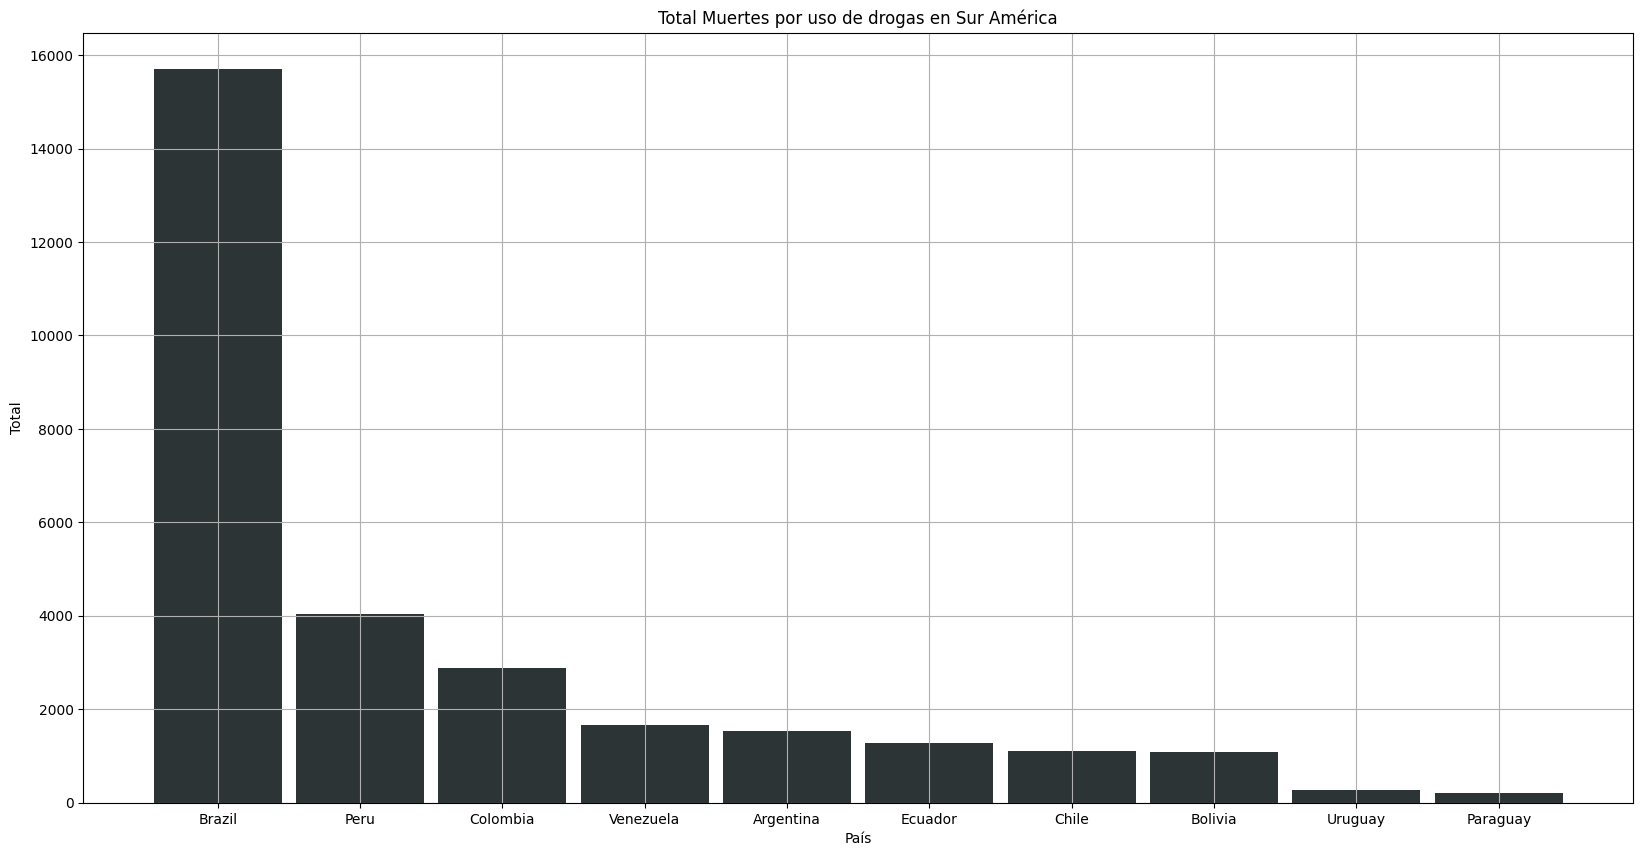 Total Muertes por uso de drogas en Sur América
16000
14000
12000
10000
8000
6000
4000
2000
0
Total
Brazil Peru Colombia Venezuela Argentina Ecuador Chile Bolivia Uruguay Paraguay
País